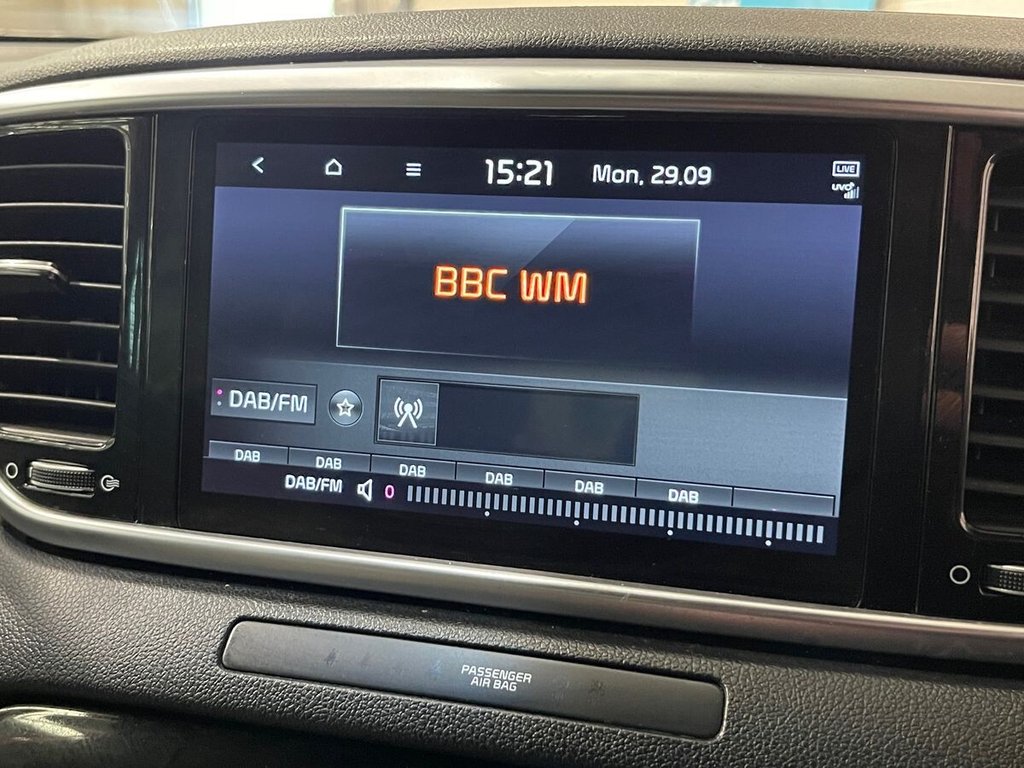 15:21 Mon, 29.09 LIVE
UVO
BBC WM
DAB/FM
DAB DAB DAB DAB DAB DAB
DAB/FM 0
PASSENGER
AIR BAG